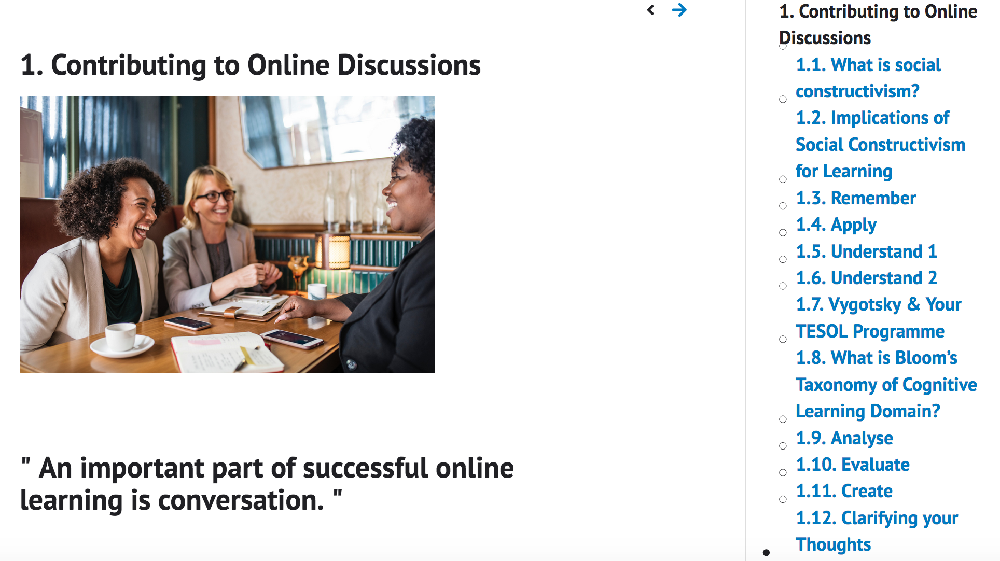 1. Contributing to Online Discussions
" An important part of successful online
learning is conversation. "
1. Contributing to Online
Discussions
1.1. What is social
constructivism?
1.2. Implications of
Social Constructivism
for Learning
1.3. Remember
1.4. Apply
1.5. Understand 1
1.6. Understand 2
1.7. Vygotsky & Your
TESOL Programme
1.8. What is Bloom’s
Taxonomy of Cognitive
Learning Domain?
1.9. Analyse
1.10. Evaluate
1.11. Create
1.12. Clarifying your
Thoughts